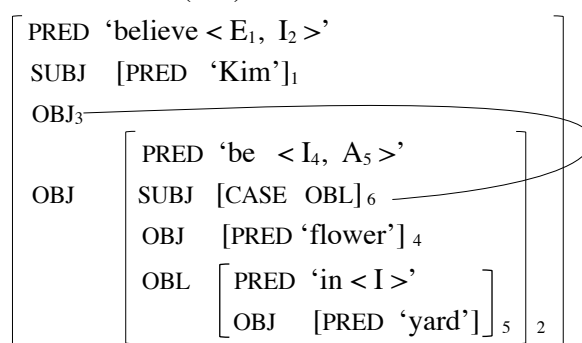 PRED ‘believe < E₁, I₂ >’
SUBJ [PRED ‘Kim’]₁
OBJ₃
PRED ‘be < I₄, A₅ >’
OBJ SUBJ [CASE OBL]₆
OBJ [PRED ‘flower’]₄
OBL PRED ‘in < I >’
OBJ [PRED ‘yard’] ₅ ₂